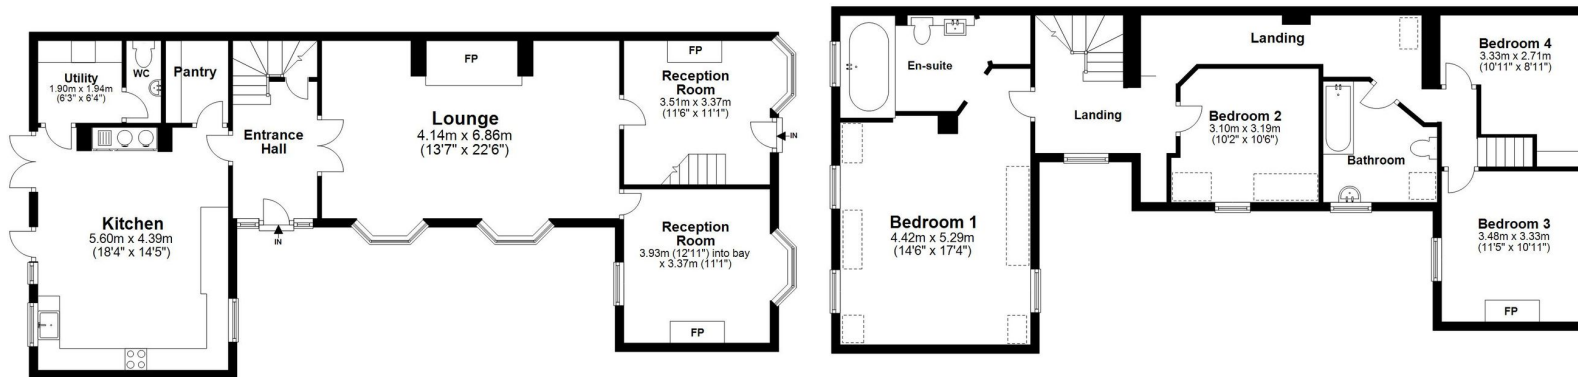 Utility
1.90m x 1.94m
(6'3" x 6'4")
WC
Pantry
Entrance
Hall
IN
FP
Lounge
4.14m x 6.86m
(13'7" x 22'6")
FP
Reception
Room
3.51m x 3.37m
(11'6" x 11'1")
IN
Kitchen
5.60m x 4.39m
(18'4" x 14'5")
Reception
Room
3.93m (12'11") into bay
x 3.37m (11'1")
FP
En-suite
Landing
Landing
Bedroom 4
3.33m x 2.71m
(10'11" x 8'11")
Bedroom 2
3.10m x 3.19m
(10'2" x 10'6")
Bathroom
Bedroom 1
4.42m x 5.29m
(14'6" x 17'4")
Bedroom 3
3.48m x 3.33m
(11'5" x 10'11")
FP